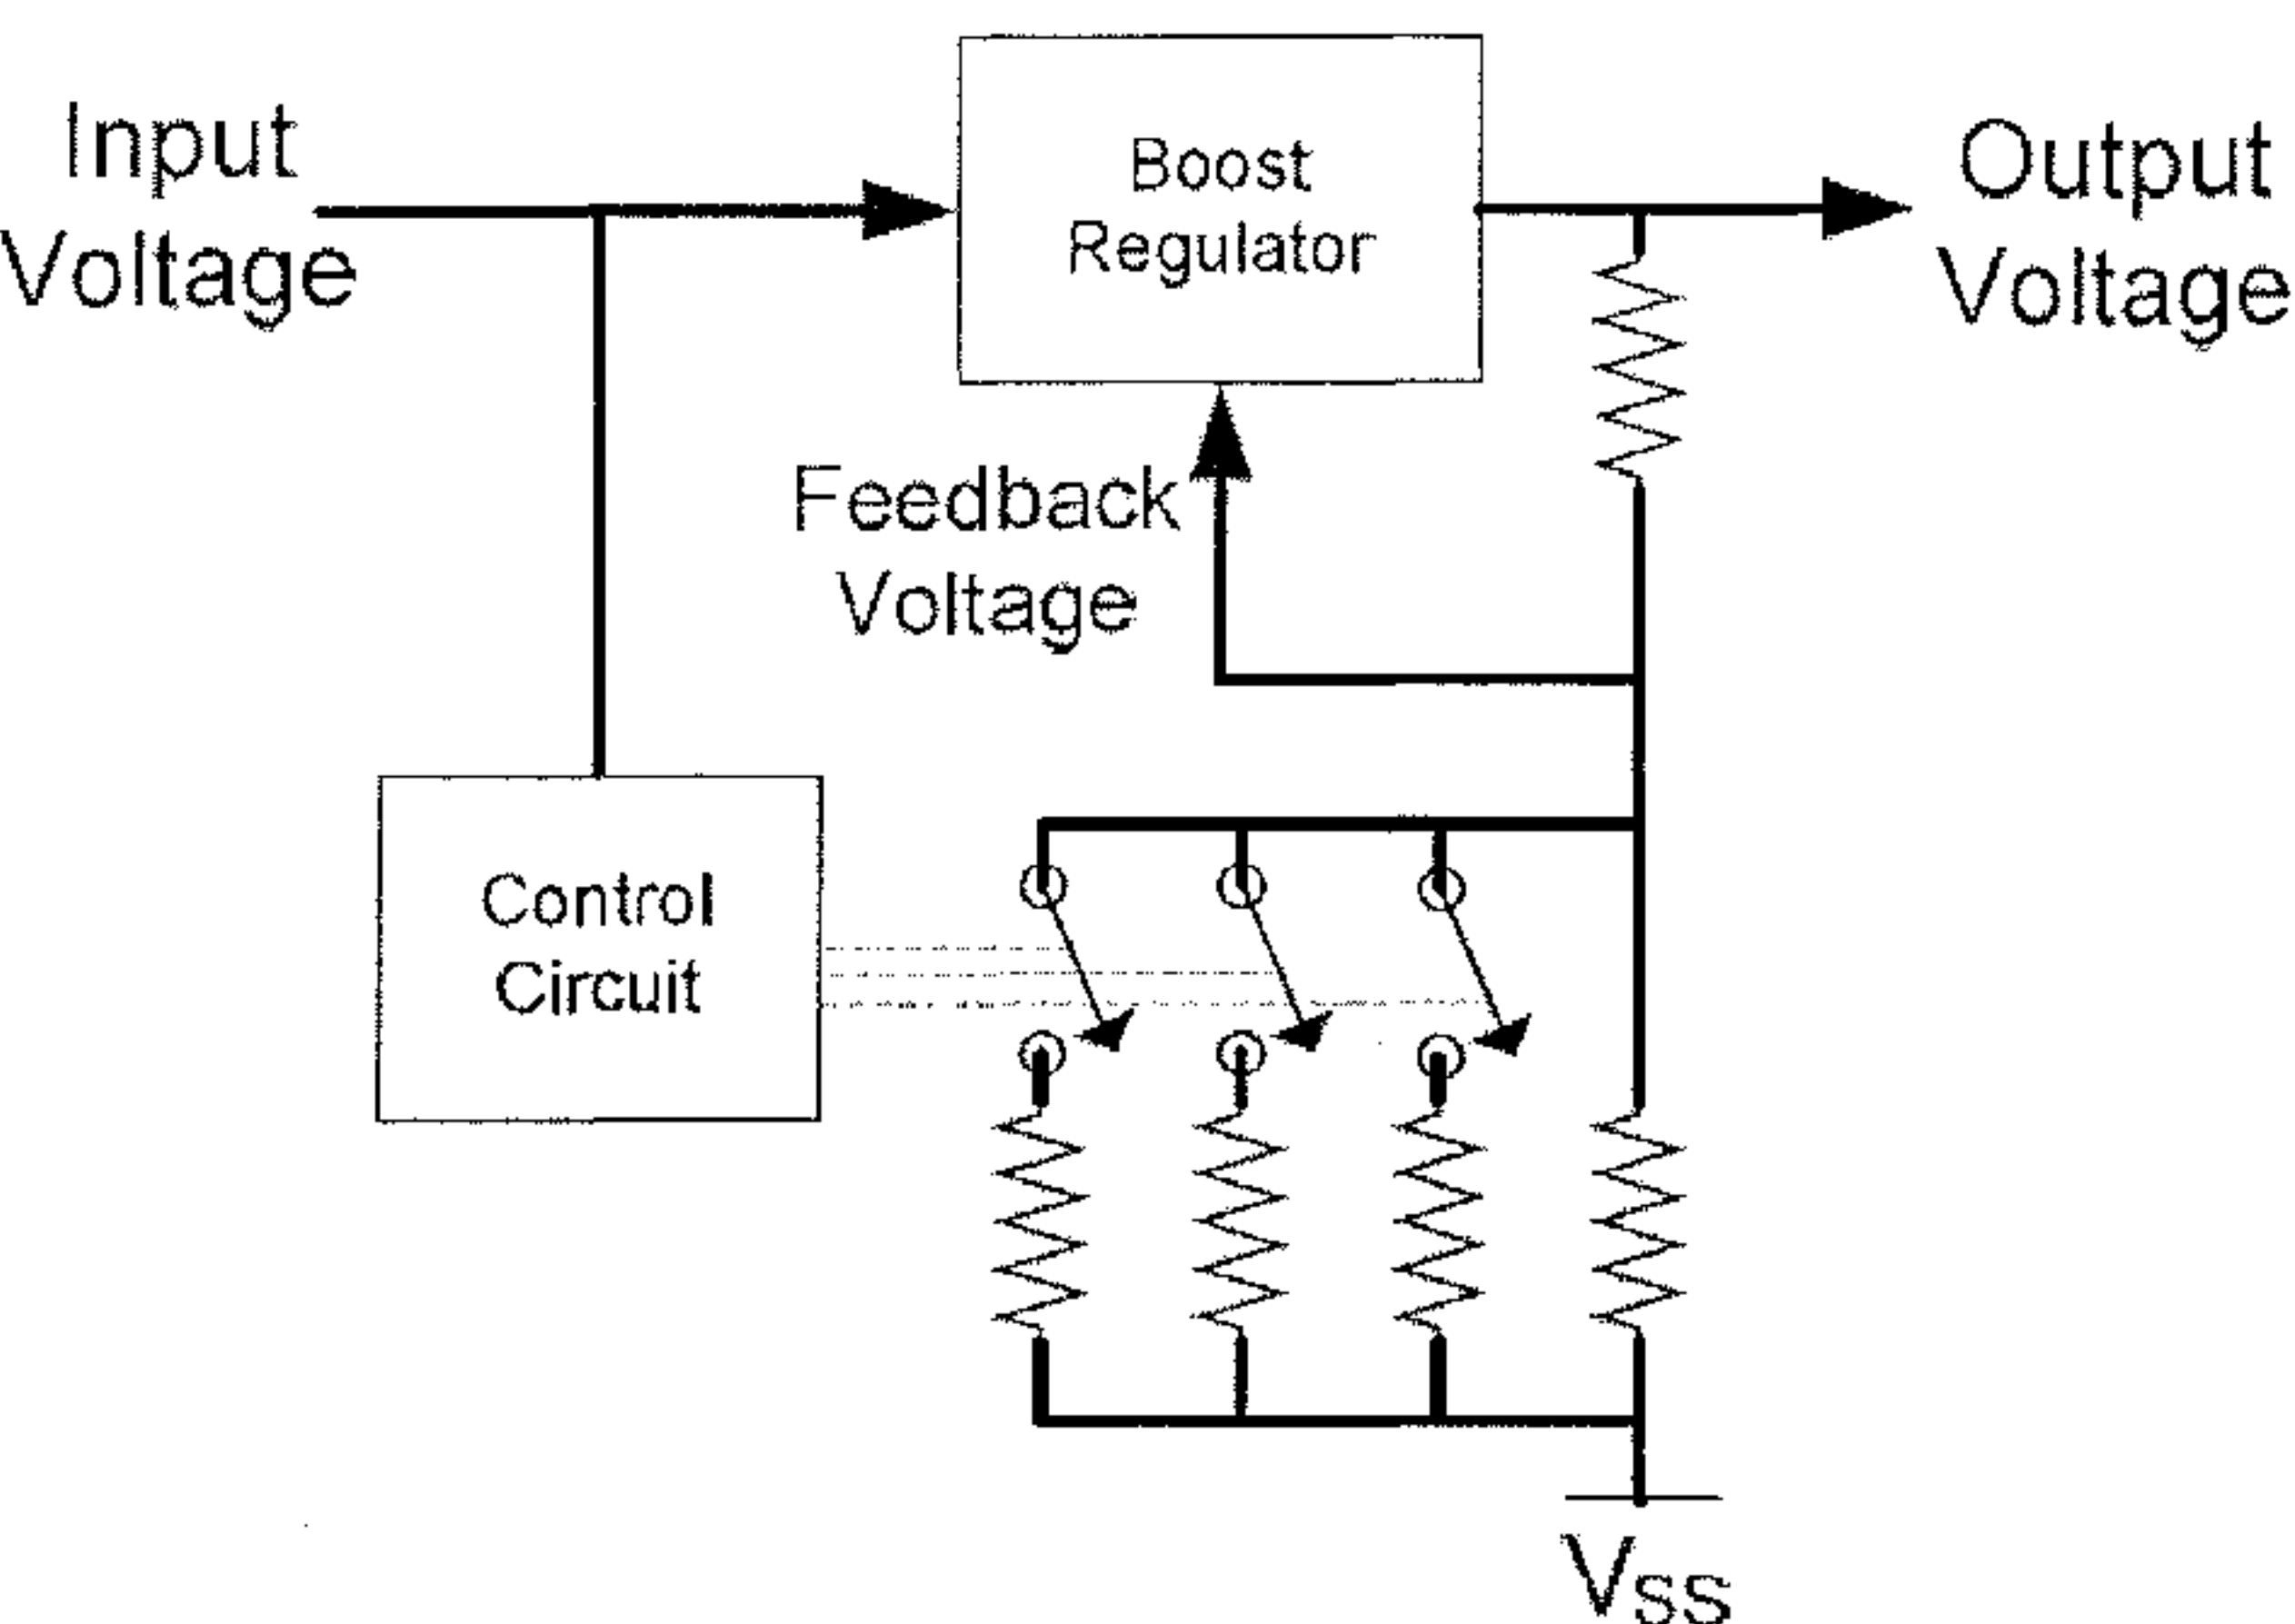 Input
Voltage
Boost
Regulator
Output
Voltage
Feedback
Voltage
Control
Circuit
VSS